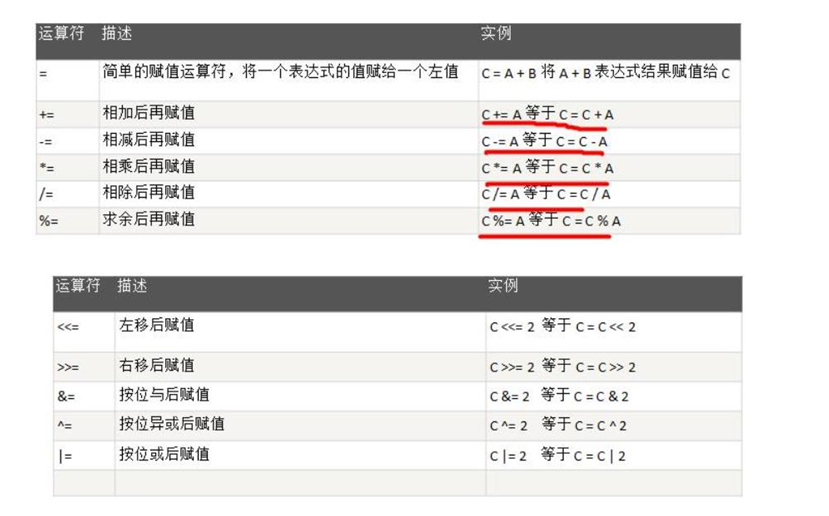 运算符 描述 实例
= 简单的赋值运算符，将一个表达式的值赋给一个左值 C = A + B 将 A + B 表达式结果赋值给 C
+= 相加后再赋值 C += A 等于 C = C + A
-= 相减后再赋值 C -= A 等于 C = C - A
*= 相乘后再赋值 C *= A 等于 C = C * A
/= 相除后再赋值 C /= A 等于 C = C / A
%= 求余后再赋值 C %= A 等于 C = C % A
运算符 描述 实例
<<= 左移后赋值 C <<= 2 等于 C = C << 2
>>= 右移后赋值 C >>= 2 等于 C = C >> 2
&= 按位与后赋值 C &= 2 等于 C = C & 2
^= 按位异或后赋值 C ^= 2 等于 C = C ^ 2
|= 按位或后赋值 C |= 2 等于 C = C | 2